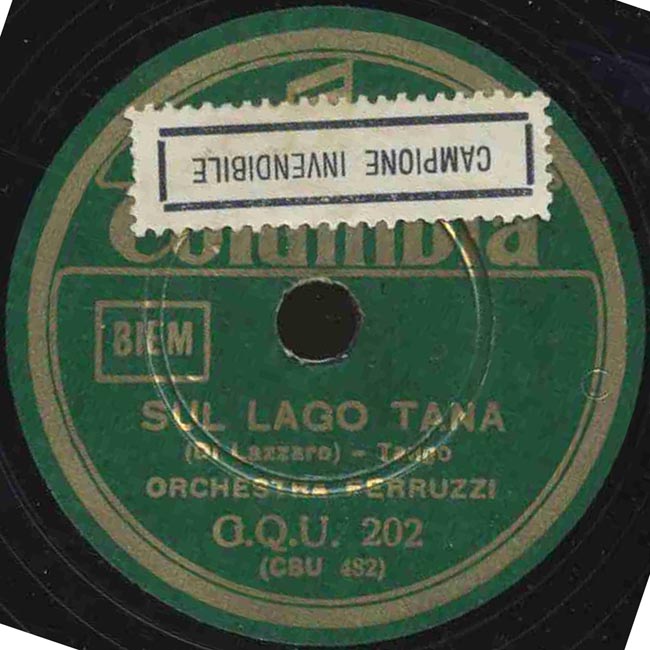 CAMPIONE INVENDIBILE
Columbia
BIEM
SUL LAGO TANA
(Di Lazzaro) - Tango
ORCHESTRA FERRUZZI
G.Q.U. 202
(CBU 482)